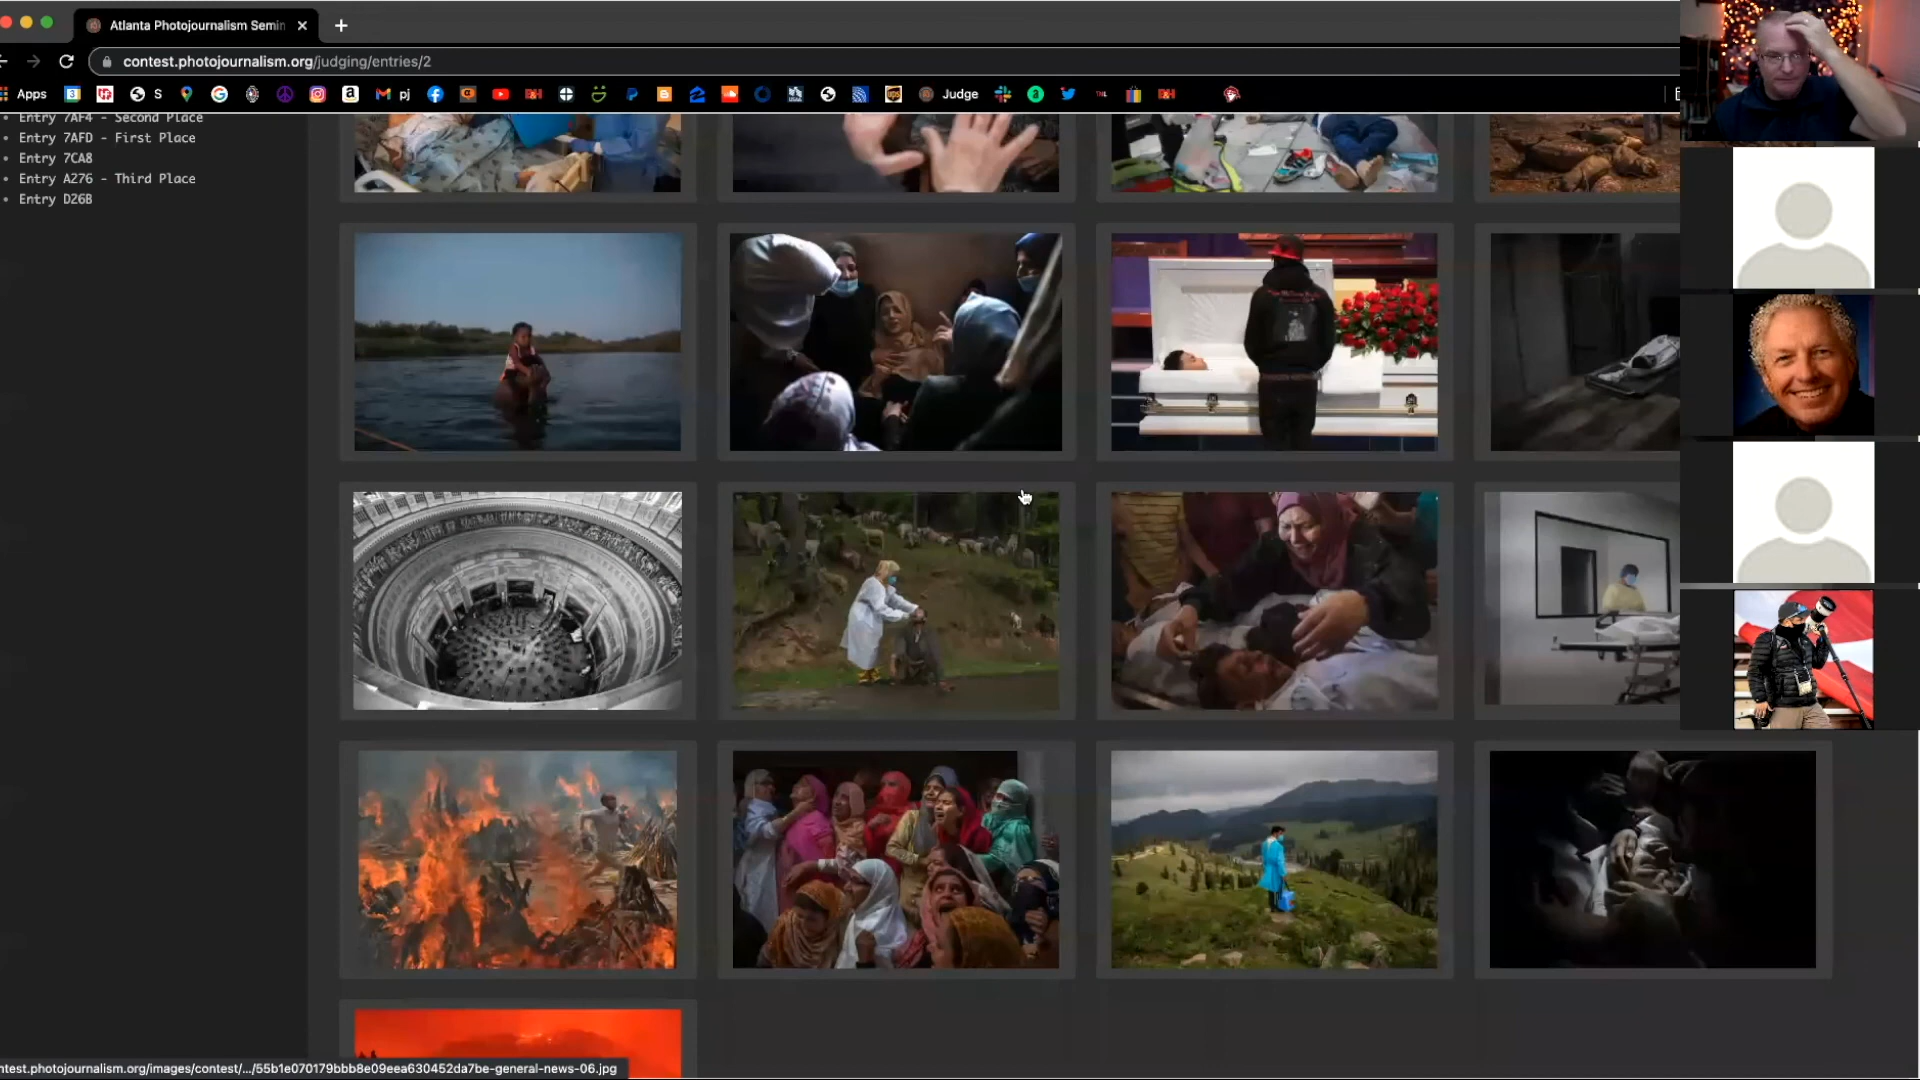 Atlanta Photojournalism Semin
contest.photojournalism.org/judging/entries/2
Apps
S
pj
Judge
Entry 7AF4 - Second Place
Entry 7AFD - First Place
Entry 7CA8
Entry A276 - Third Place
Entry D26B
ntest.photojournalism.org/images/contest/.../55b1e070179bbb8e09eea630452da7be-general-news-06.jpg